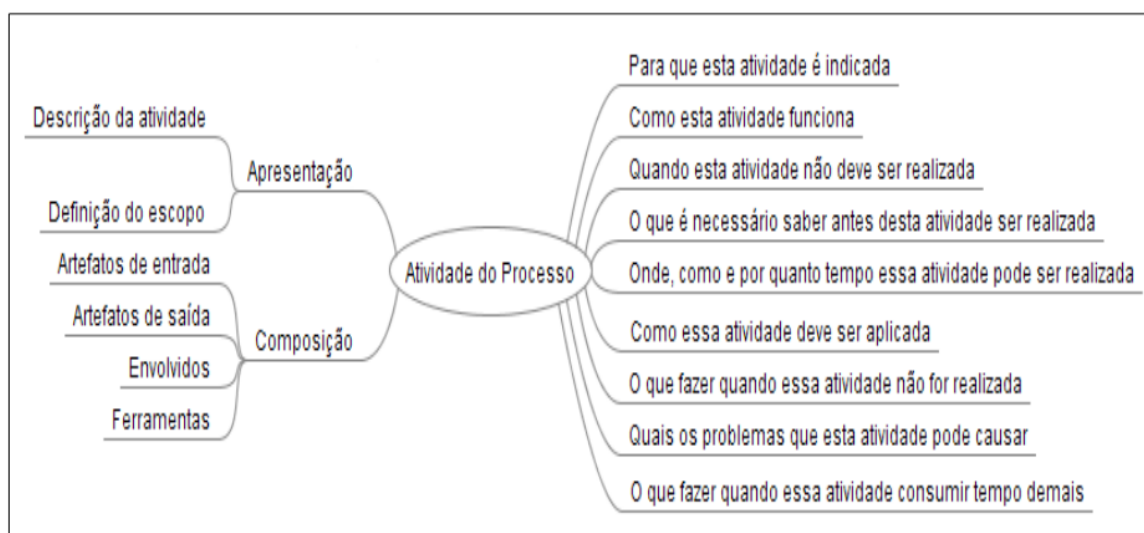 Descrição da atividade
Apresentação
Definição do escopo
Artefatos de entrada
Artefatos de saída
Composição
Envolvidos
Ferramentas
Atividade do Processo
Para que esta atividade é indicada
Como esta atividade funciona
Quando esta atividade não deve ser realizada
O que é necessário saber antes desta atividade ser realizada
Onde, como e por quanto tempo essa atividade pode ser realizada
Como essa atividade deve ser aplicada
O que fazer quando essa atividade não for realizada
Quais os problemas que esta atividade pode causar
O que fazer quando essa atividade consumir tempo demais